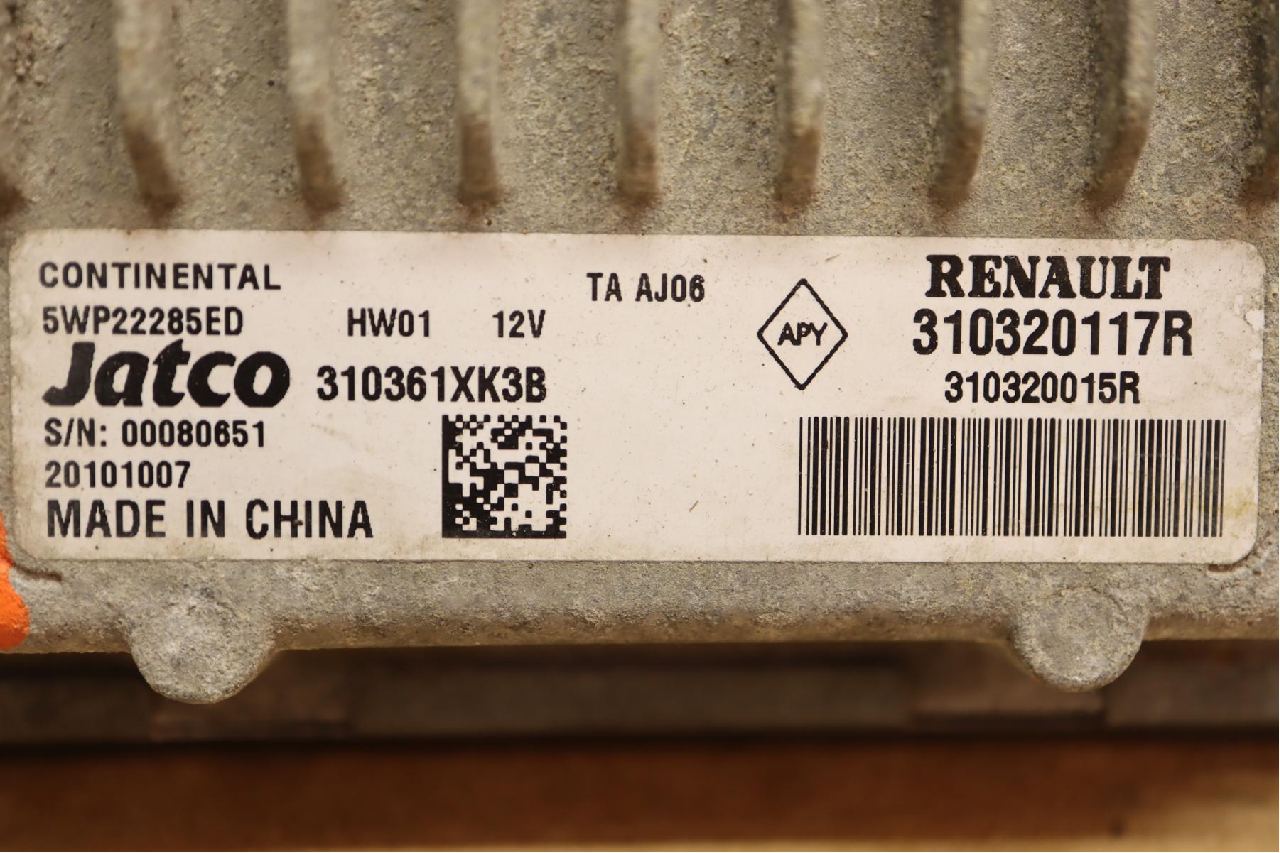 CONTINENTAL
5WP22285ED HW01 12V
TA AJ06
Jatco 310361XK3B
S/N: 00080651
20101007
MADE IN CHINA
APY
RENAULT
310320117R
310320015R